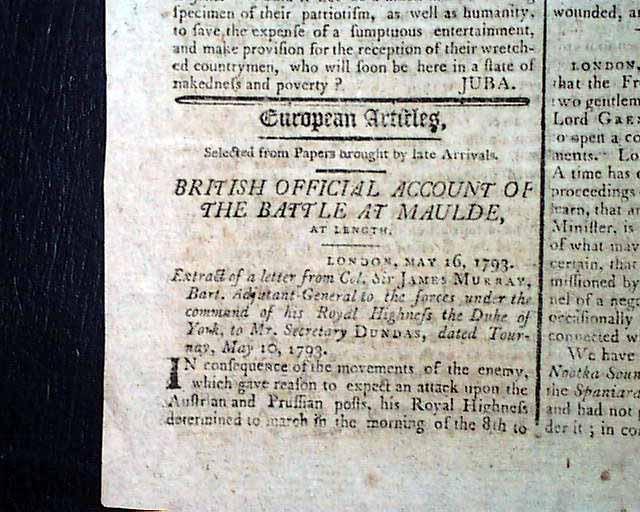 specimen of their patriotiſm, as well as humanity,
to ſave the expenſe of a ſumptuous entertainment,
and make proviſion for the reception of their wretch-
ed countrymen, who will ſoon be here in a ſtate of
nakedneſs and poverty ? JUBA.
European Articles,
Selected from Papers brought by late Arrivals.
BRITISH OFFICIAL ACCOUNT OF
THE BATTLE AT MAULDE,
AT LENGTH.
LONDON, MAY 16, 1793.
Extract of a letter from Col. Sir JAMES MURRAY,
Bart. Adjutant-General to the forces under the
command of his Royal Highneſs the Duke of
York, to Mr. Secretary DUNDAS, dated Tour-
nay, May 10, 1793.
IN conſequence of the movements of the enemy,
which gave reaſon to expect an attack upon the
Auſtrian and Pruſſian poſts, his Royal Highneſs
determined to march in the morning of the 8th to
wounded, a
LONDON,
that the Fr
two gentlem
Lord GRE
to open a co
ments. Lo
A time has
proceedings
learn, that a
Miniſter, is
of what may
certain, that
miſſioned by
nel of a neg
occaſionally
connected w
We have
Nootka Soun
the Spaniard
and had not
der it ; in co